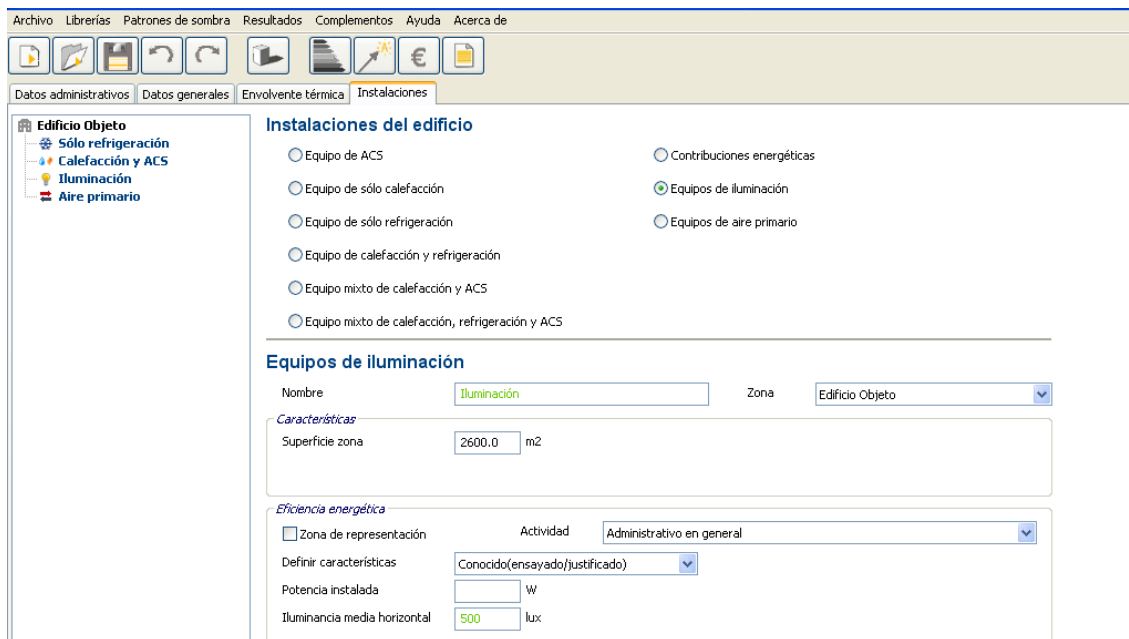 Archivo Librerías Patrones de sombra Resultados Complementos Ayuda Acerca de
Datos administrativos Datos generales Envolvente térmica Instalaciones
Edificio Objeto
Sólo refrigeración
Calefacción y ACS
Iluminación
Aire primario
Instalaciones del edificio
Equipo de ACS
Contribuciones energéticas
Equipo de sólo calefacción
Equipos de iluminación
Equipo de sólo refrigeración
Equipos de aire primario
Equipo de calefacción y refrigeración
Equipo mixto de calefacción y ACS
Equipo mixto de calefacción, refrigeración y ACS
Equipos de iluminación
Nombre Iluminación Zona Edificio Objeto
Características
Superficie zona 2600.0 m2
Eficiencia energética
Zona de representación Actividad Administrativo en general
Definir características Conocido(ensayado/justificado)
Potencia instalada W
Iluminancia media horizontal 500 lux